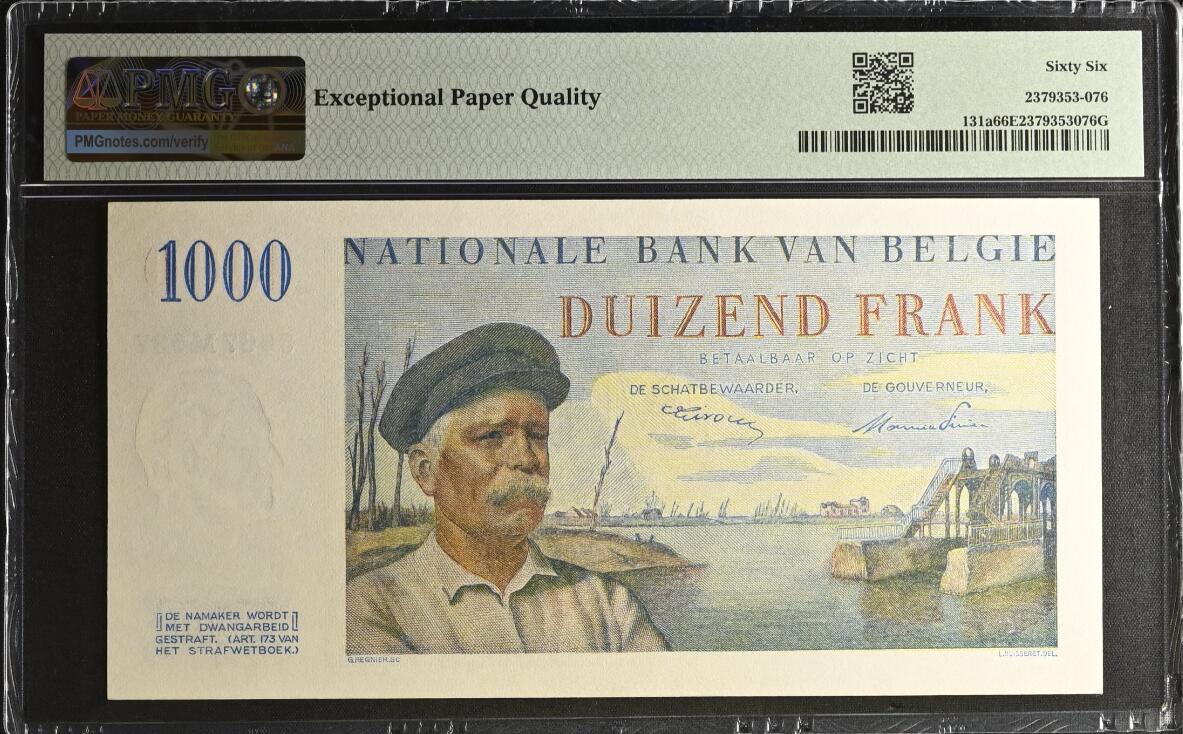 PMG
PAPER MONEY GUARANTY
PMGnotes.com/verify
Exceptional Paper Quality
Sixty Six
2379353-076
131a66E2379353076G
1000
NATIONALE BANK VAN BELGIE
DUIZEND FRANK
BETAALBAAR OP ZICHT
DE SCHATBEWAARDER,
DE GOUVERNEUR,
[DE NAMAKER WORDT]
MET DWANGARBEID
GESTRAFT. (ART. 173 VAN
HET STRAFWETBOEK.)
G.REGNIER.SC
L.BUISSERET.DEL.